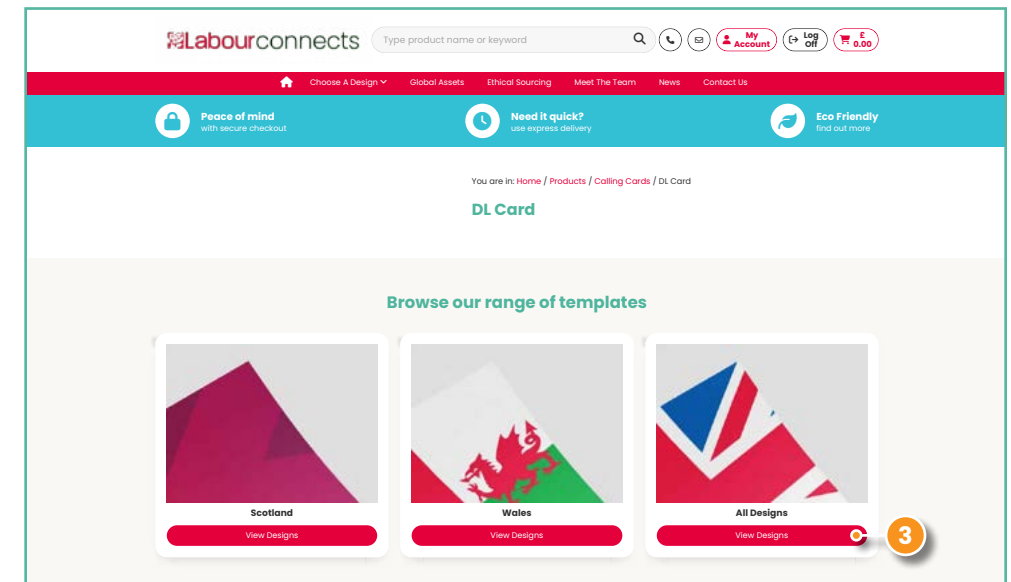 Labourconnects
Type product name or keyword
My Account
Log Off
£ 0.00
Choose A Design
Global Assets
Ethical Sourcing
Meet The Team
News
Contact Us
Peace of mind
with secure checkout
Need it quick?
use express delivery
Eco Friendly
find out more
You are in: Home / Products / Calling Cards / DL Card
DL Card
Browse our range of templates
Scotland
View Designs
Wales
View Designs
All Designs
View Designs
3